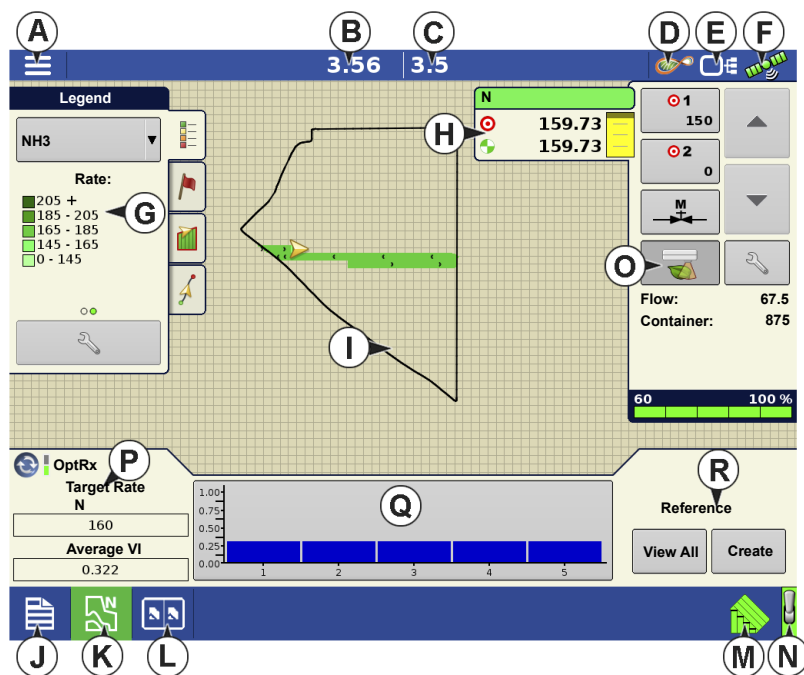 A
B
C
D
E
F
3.56
3.5
Legend
NH3
Rate:
205 +
185 - 205
165 - 185
145 - 165
0 - 145
G
H
N
159.73
159.73
1
150
2
0
M
O
Flow: 67.5
Container: 875
60 100 %
I
OptRx
P
Target Rate
N
160
Average VI
0.322
Q
1.00
0.75
0.50
0.25
0.00
1 2 3 4 5
R
Reference
View All
Create
N
J
K
L
M
N